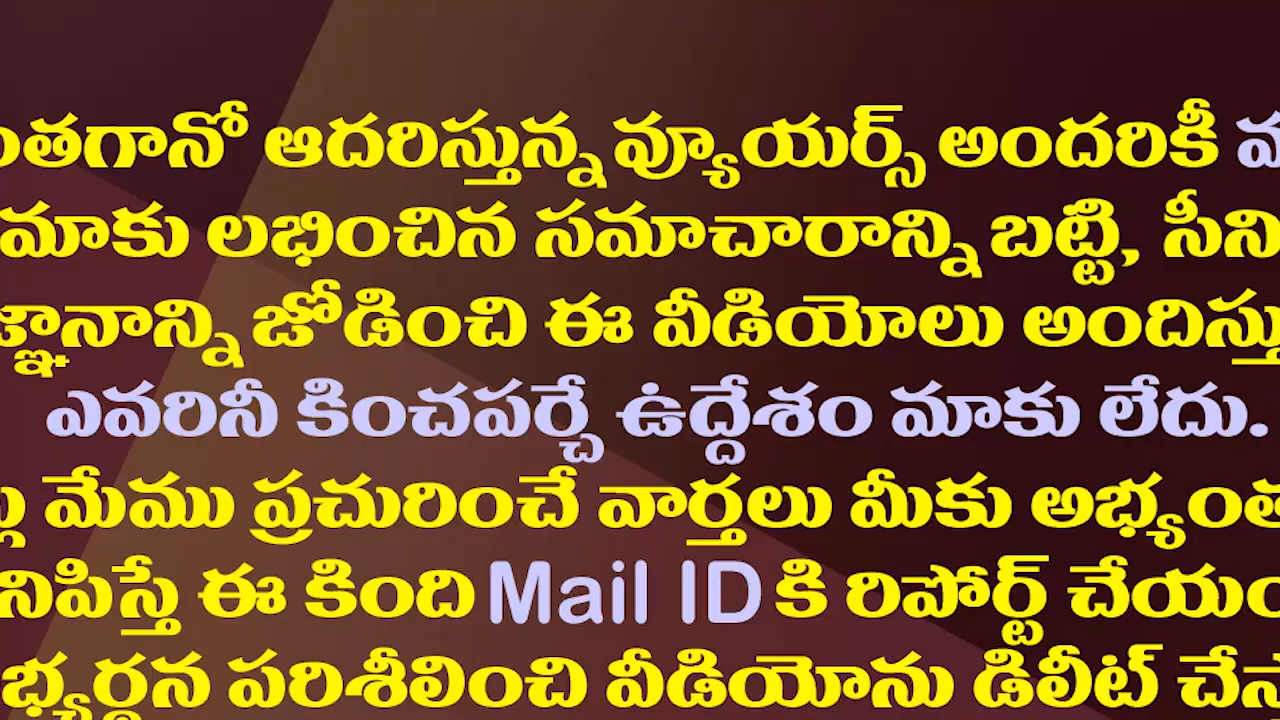 ఆదరిస్తున్న వ్యూయర్స్ అందరికీ
మాకు లభించిన సమాచారాన్ని బట్టి,
జోడించి ఈ వీడియోలు
ఎవరినీ కించపర్చే ఉద్దేశం మాకు లేదు.
మేము ప్రచురించే వార్తలు మీకు
ఈ కింది Mail ID కి రిపోర్ట్
పరిశీలించి వీడియోను డిలీట్